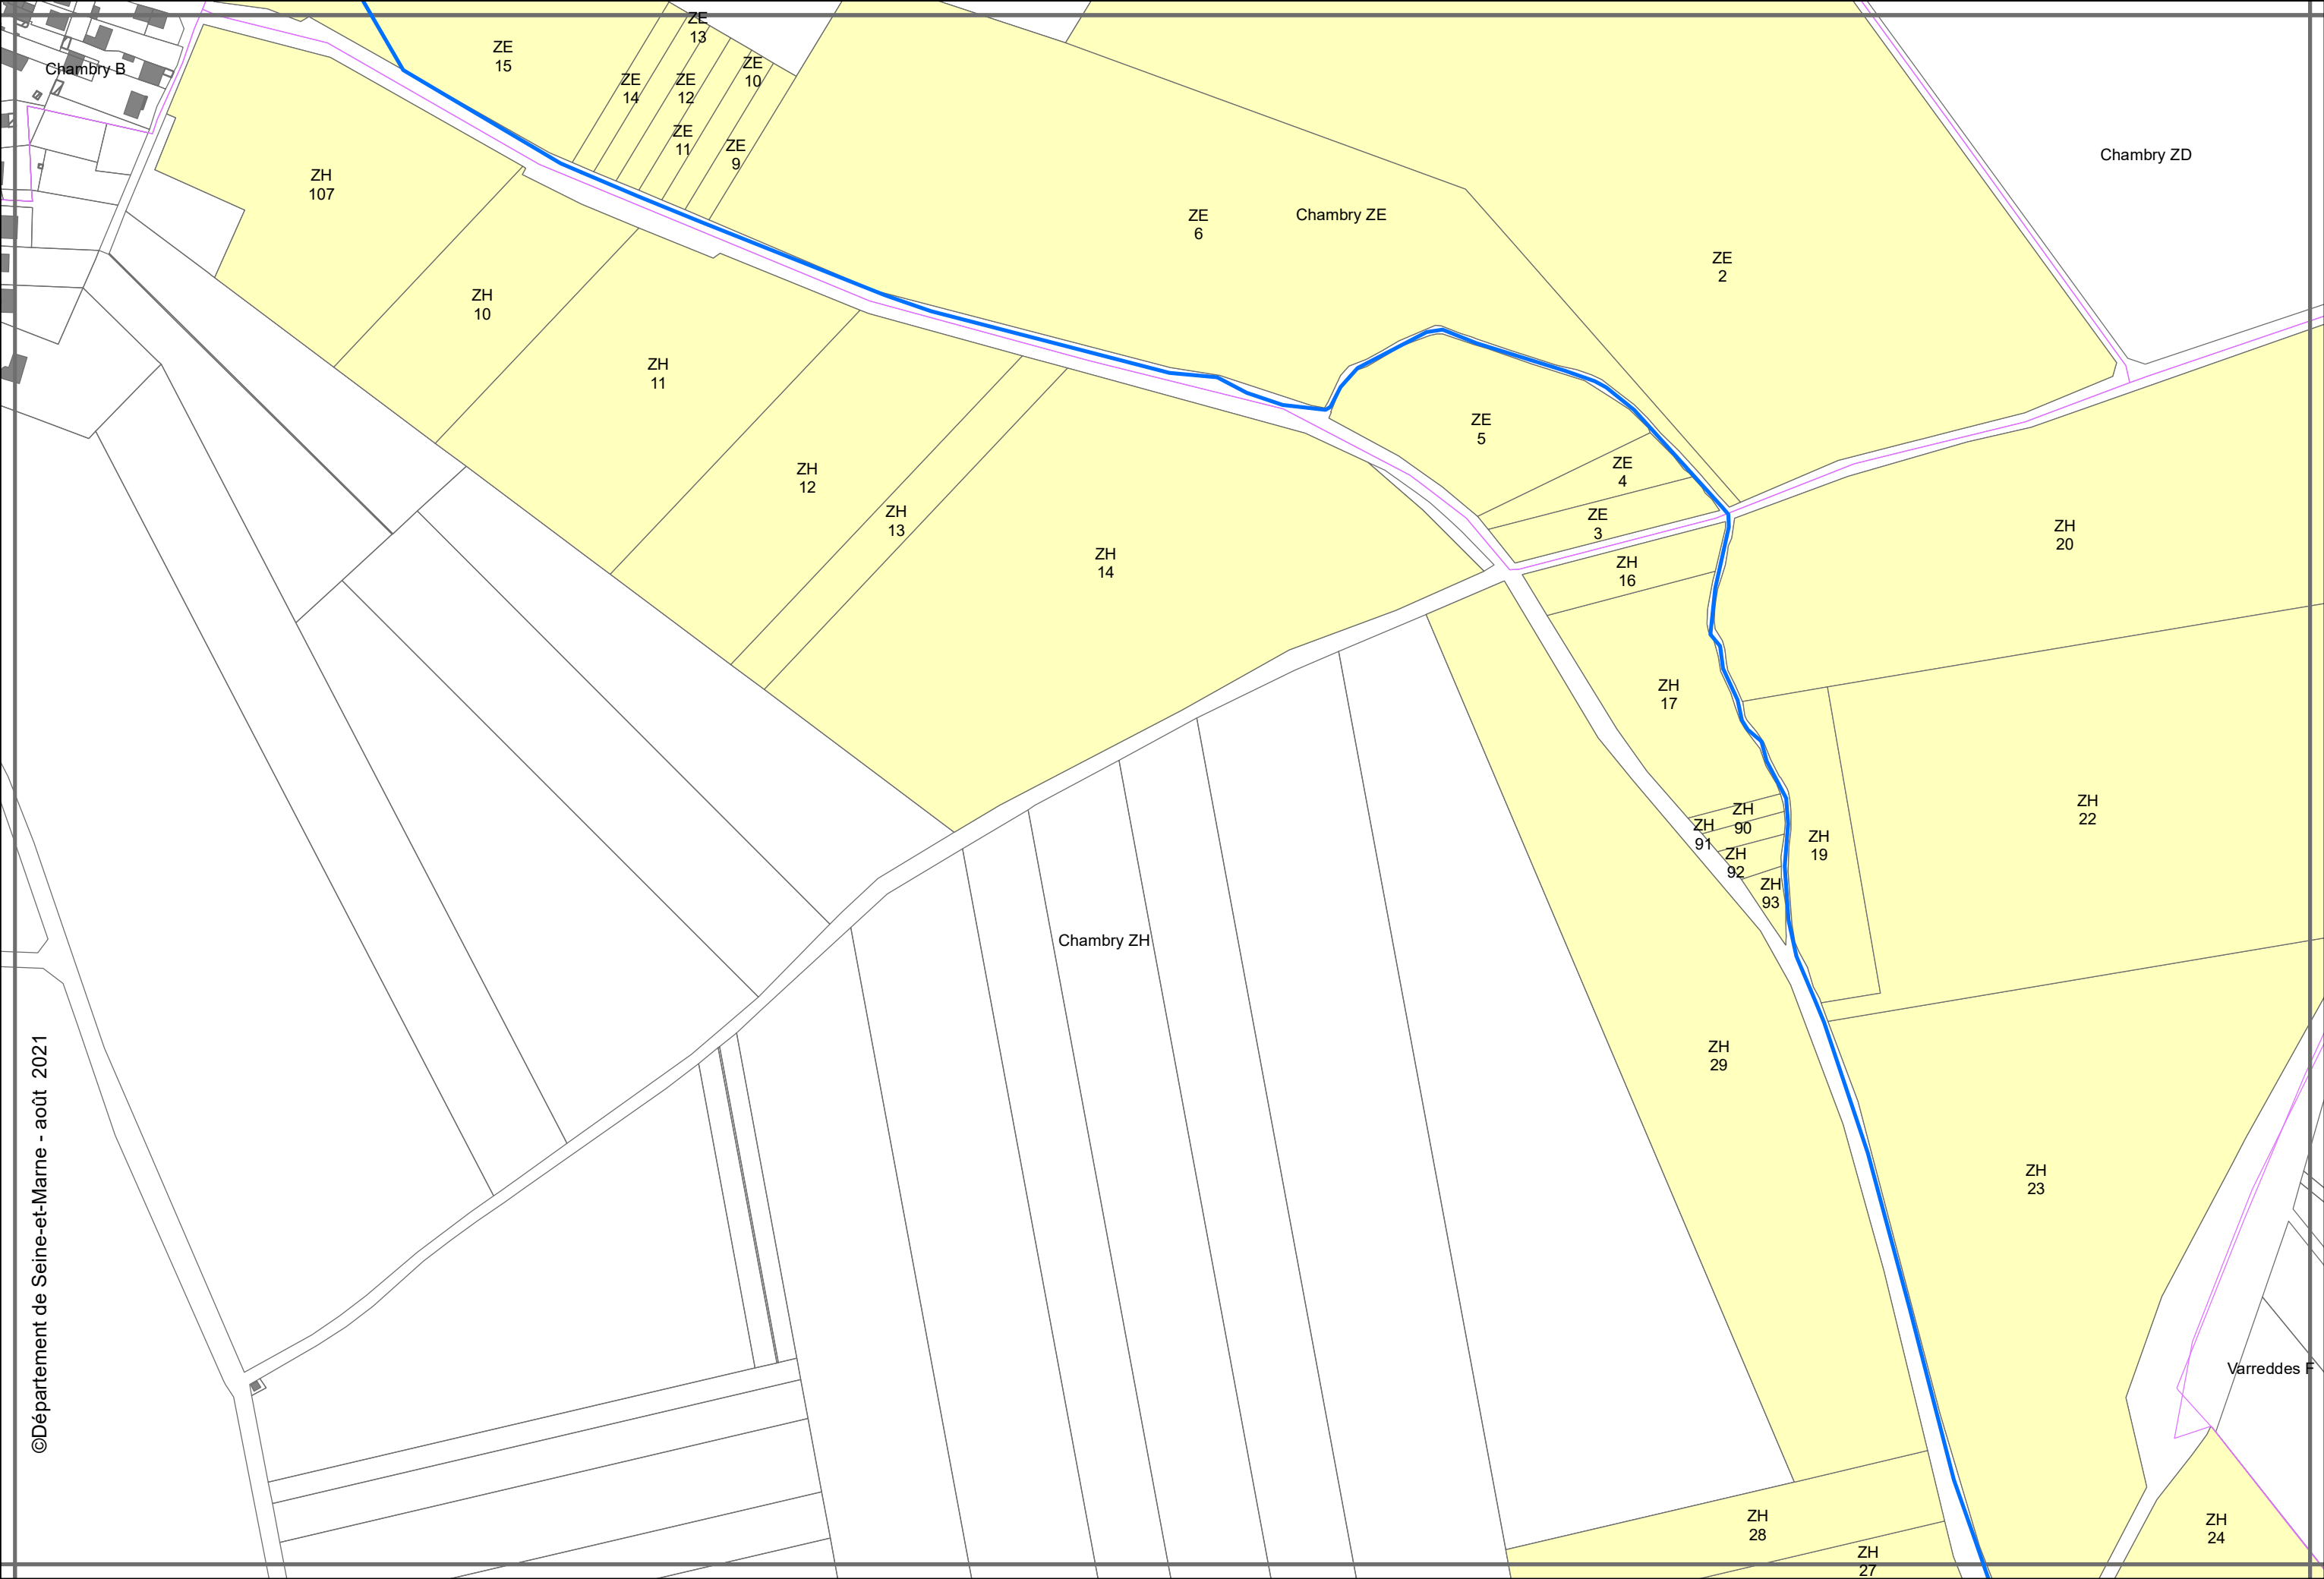 ZE
13
ZE
15
Chambry B
ZE
14
ZE
12
ZE
10
ZE
11
ZE
9
Chambry ZD
ZH
107
ZE
6
Chambry ZE
ZE
2
ZH
10
ZH
11
ZE
5
ZE
4
ZH
12
ZH
13
ZE
3
ZH
20
ZH
14
ZH
16
ZH
17
ZH
22
ZH
90
ZH
91
ZH
19
ZH
92
ZH
93
Chambry ZH
ZH
29
©Département de Seine-et-Marne - août 2021
ZH
23
Varreddes F
ZH
28
ZH
24
ZH
27